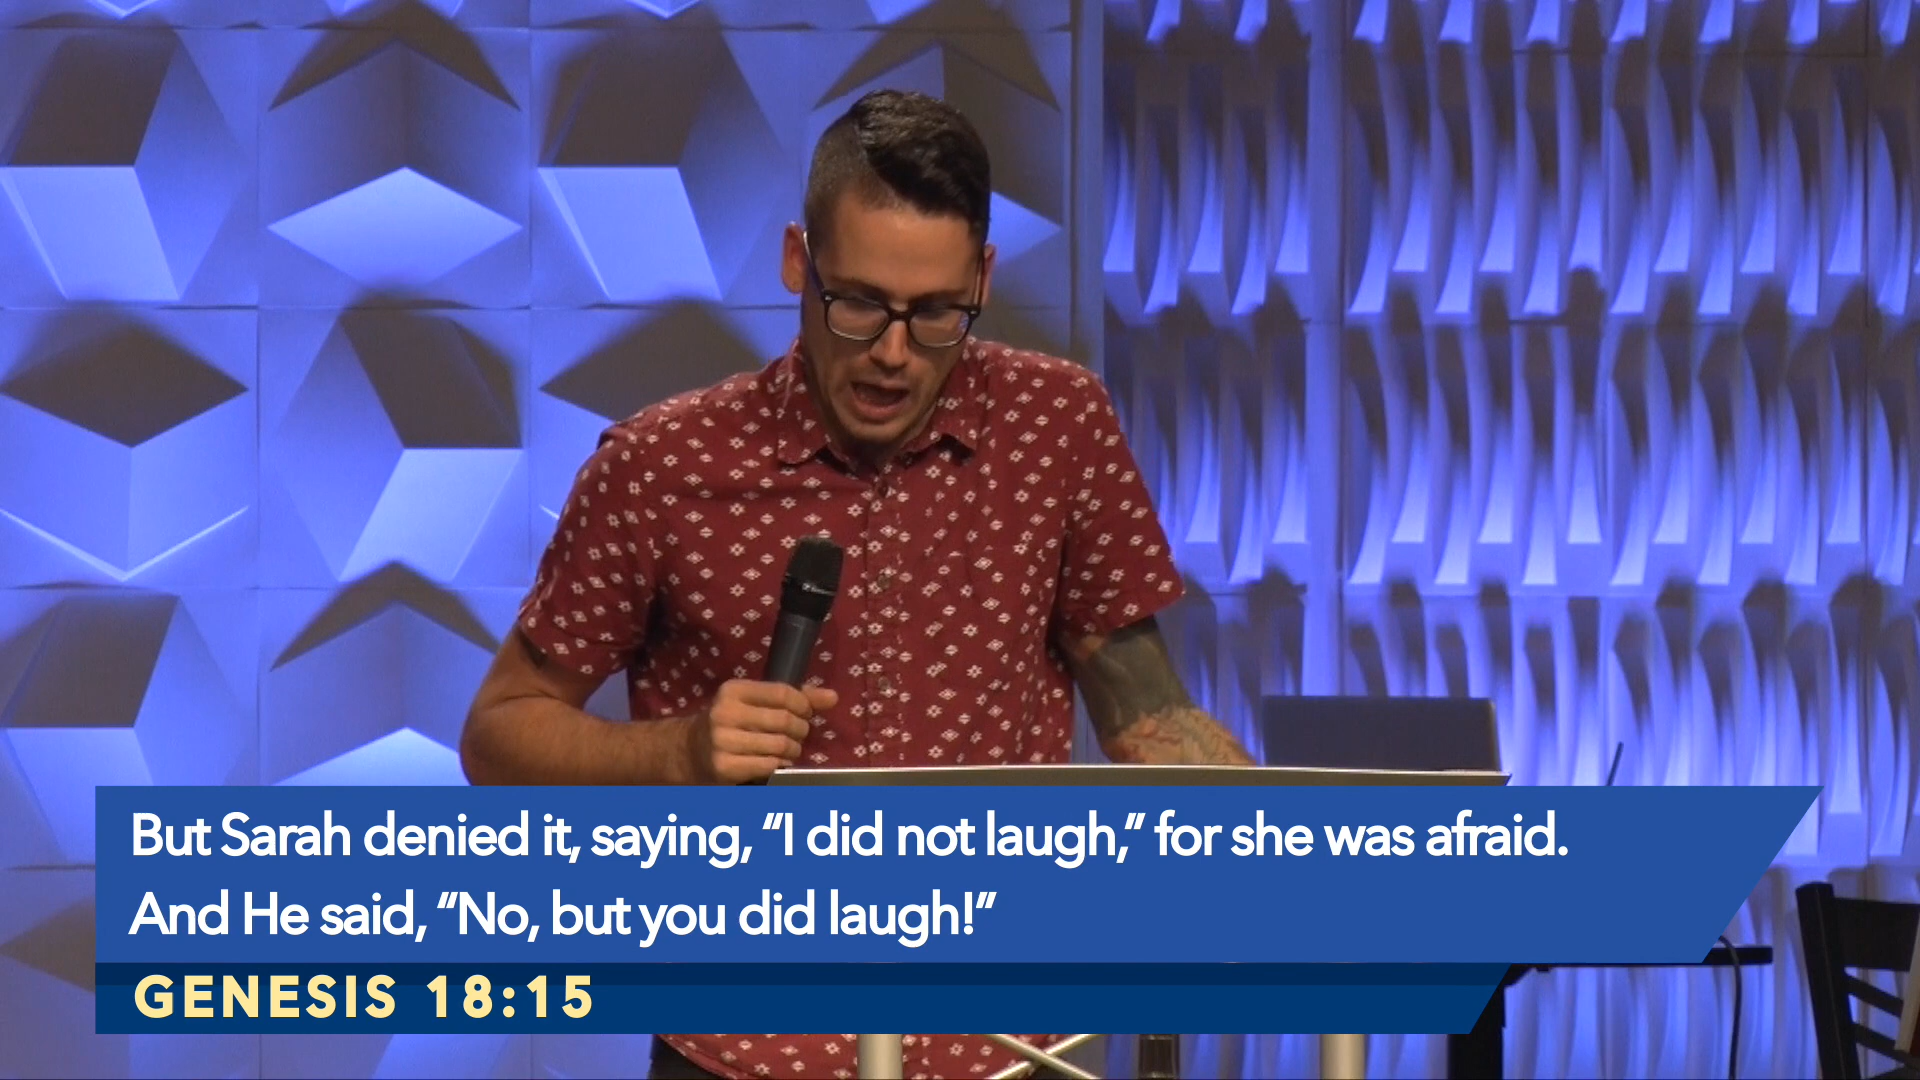 But Sarah denied it, saying, “I did not laugh,” for she was afraid.
And He said, “No, but you did laugh!”
GENESIS 18:15